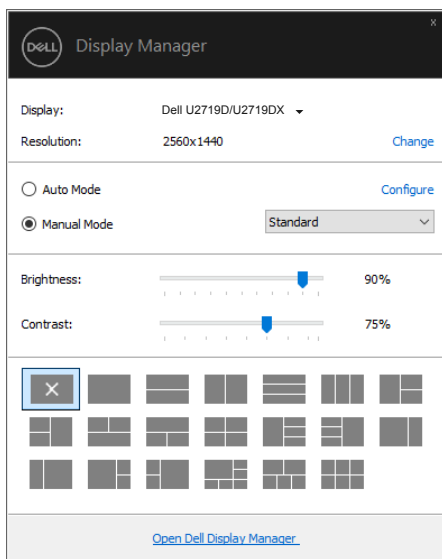 x
DELL Display Manager
Display: Dell U2719D/U2719DX
Resolution: 2560x1440 Change
Auto Mode Configure
Manual Mode Standard
Brightness: 90%
Contrast: 75%
Open Dell Display Manager